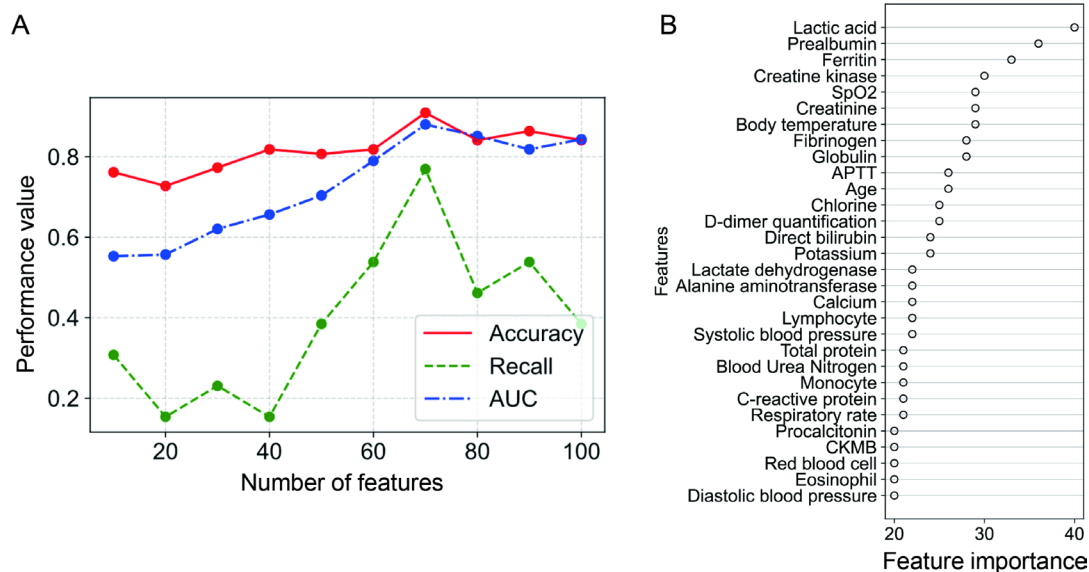 A
Performance value
0.8
0.6
0.4
0.2
20
40
60
80
100
Number of features
Accuracy
Recall
AUC
B
Features
Lactic acid
Prealbumin
Ferritin
Creatine kinase
SpO2
Creatinine
Body temperature
Fibrinogen
Globulin
APTT
Age
Chlorine
D-dimer quantification
Direct bilirubin
Potassium
Lactate dehydrogenase
Alanine aminotransferase
Calcium
Lymphocyte
Systolic blood pressure
Total protein
Blood Urea Nitrogen
Monocyte
C-reactive protein
Respiratory rate
Procalcitonin
CKMB
Red blood cell
Eosinophil
Diastolic blood pressure
20
30
40
Feature importance